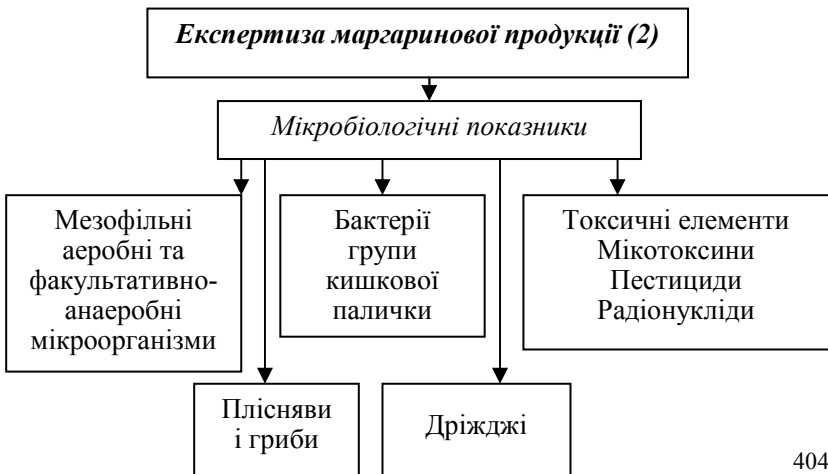 Експертиза маргаринової продукції (2)
Мікробіологічні показники
Мезофільні
аеробні та
факультативно-
анаеробні
мікроорганізми
Бактерії
групи
кишкової
палички
Токсичні елементи
Мікотоксини
Пестициди
Радіонукліди
Плісняви
і гриби
Дріжджі
404